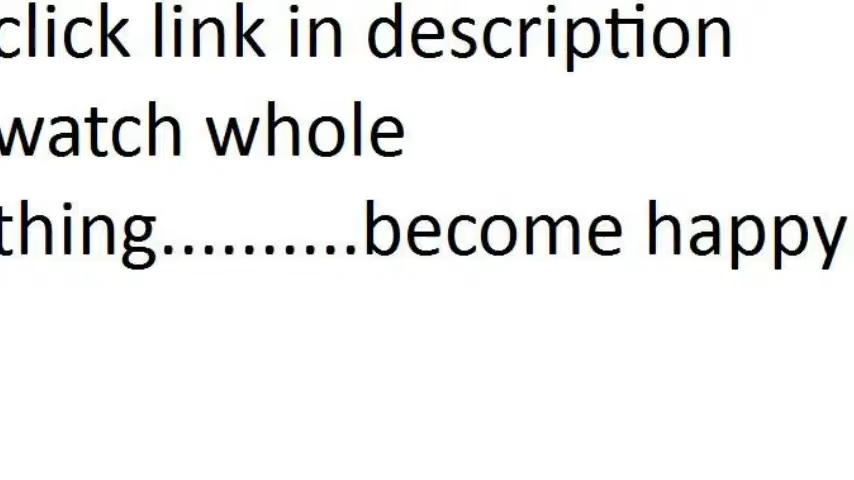 click link in description
watch whole
thing..........become happy